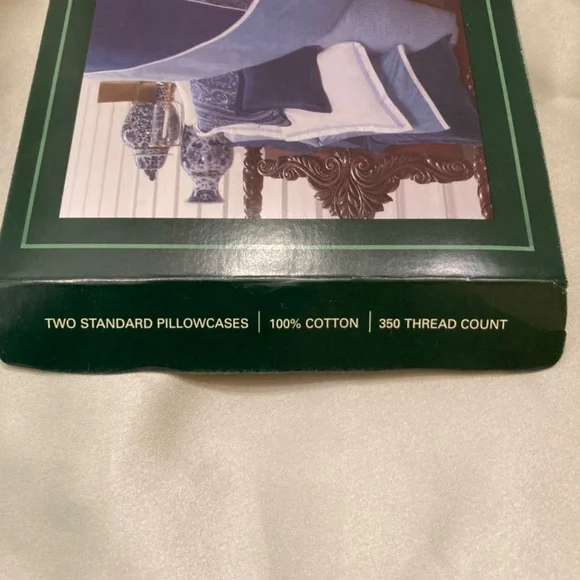 TWO STANDARD PILLOWCASES | 100% COTTON | 350 THREAD COUNT